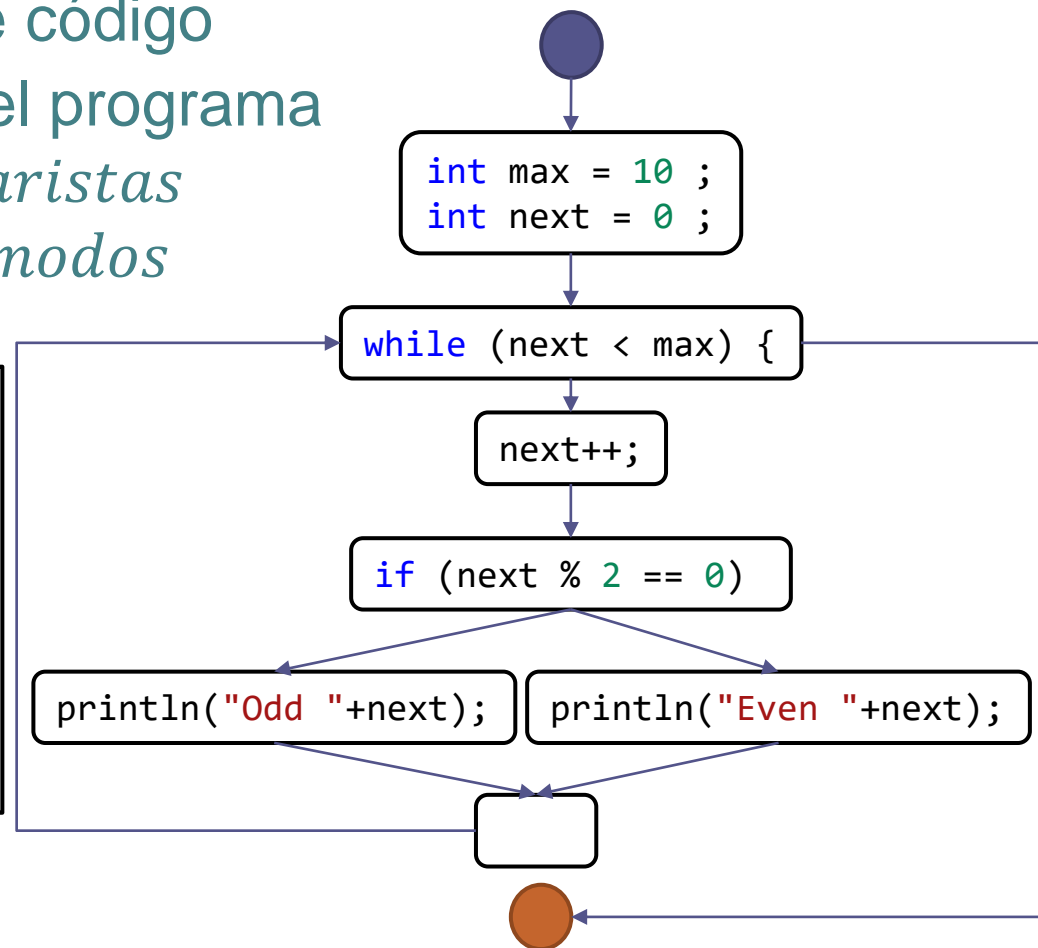 e código
el programa
aristas
modos
int max = 10 ;
int next = 0 ;
while (next < max) {
next++;
if (next % 2 == 0)
println("Odd "+next);
println("Even "+next);